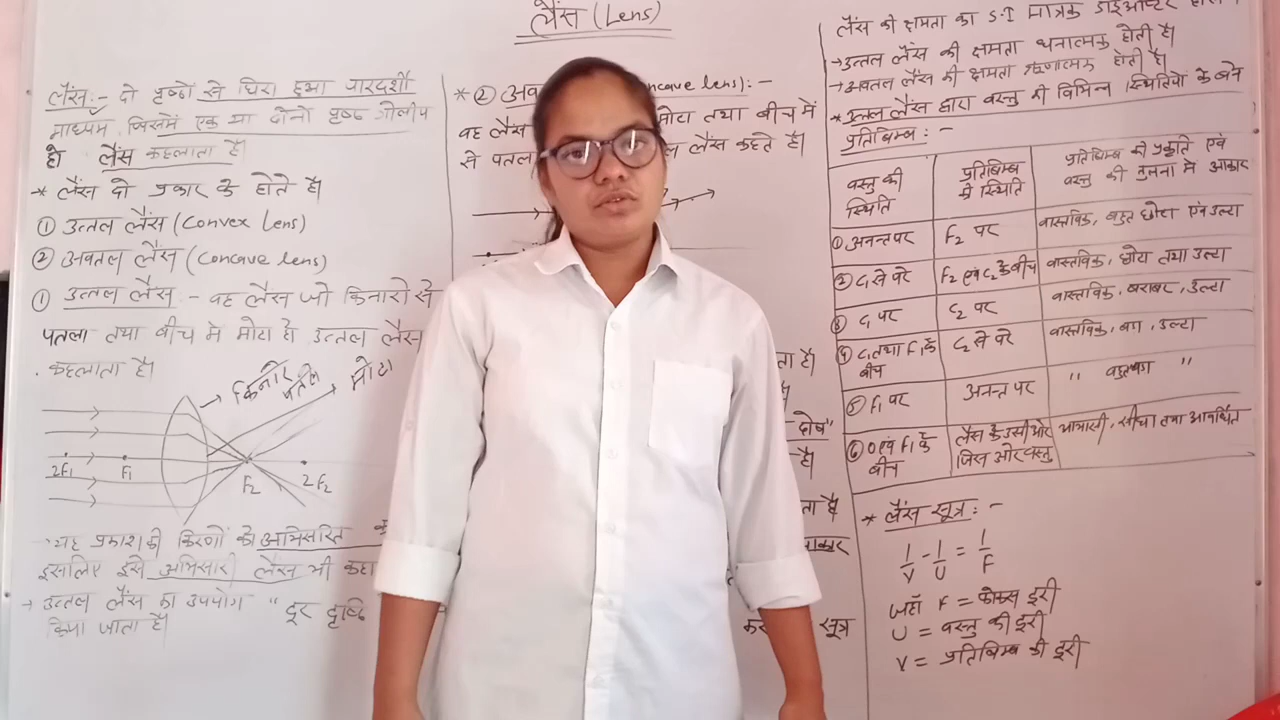 लैंस (Lens)
लैंस :- दो पृष्ठों से घिरा हुआ पारदर्शी
माध्यम, जिसमें एक या दोनो पृष्ठ गोलीय
हो लैंस कहलाता है।
* लैंस दो प्रकार के होते है।
① उत्तल लैंस (Convex Lens)
② अवतल लैंस (Concave Lens)
① उत्तल लैंस :- वह लैंस जो किनारो से
पतला तथा बीच मे मोटा हो उत्तल लैंस
कहलाता है।
→ किनोर पतले
मोटा
2F1 F1 F2 2F2
यह प्रकाश की किरणों को अभिसारित
इसलिए इसे अभिसारी लैंस भी कहा
→ उत्तल लैंस का उपयोग " दूर दृष्टि
किया जाता है।
* ② अव concave lens) : -
वह लैंस मोटा तथा बीच में
से पतल लैंस कहते है।
ता है।
दोष"
है।
ता है
आकार
सूत्र
लैंस की क्षमता का S.I मात्रक डाइऑप्टर
→ उत्तल लैंस की क्षमता धनात्मक होती है।
→ अवतल लैंस की क्षमता ऋणात्मक होती है।
* उत्तल लैंस द्वारा वस्तु की विभिन्न स्थितियो के बने
प्रतिबिम्ब : -
वस्तु की स्थिति प्रतिबिम्ब की स्थिति प्रतिबिम्ब की प्रकृति एवं वस्तु की तुलना मे आकार
① अनन्त पर F2 पर वास्तविक, बहुत छोटा एंव उल्टा
② C1 से परे F2 एवं C2 के बीच वास्तविक, छोटा तथा उल्टा
③ C1 पर C2 पर वास्तविक, बराबर, उल्टा
④ C1 तथा F1 के बीच C2 से परे वास्तविक, बडा, उल्टा
⑤ F1 पर अनन्त पर " बहुत बडा "
⑥ O एवं F1 के बीच लैंस के उसी ओर जिस ओर वस्तु आभासी, सीधा तथा आवर्धित
* लैंस सूत्र : -
1/V - 1/U = 1/F
जहाँ F = फोकस दूरी
U = वस्तु की दूरी
V = प्रतिबिम्ब की दूरी